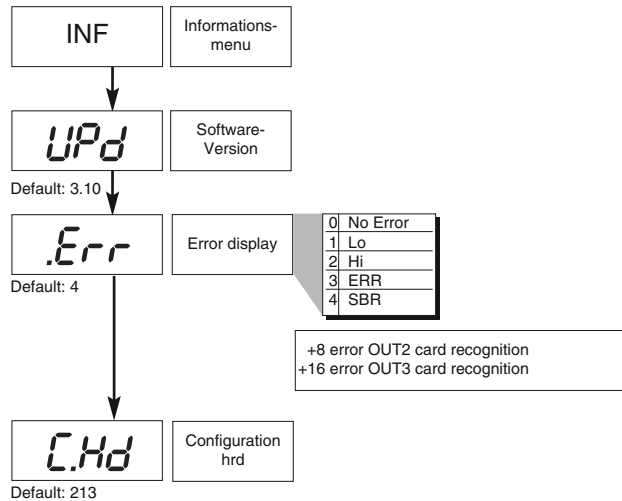 INF
Informations-
menu
UPd
Software-
Version
Default: 3.10
.Err
Error display
0 No Error
1 Lo
2 Hi
3 ERR
4 SBR
Default: 4
+8 error OUT2 card recognition
+16 error OUT3 card recognition
C.Hd
Configuration
hrd
Default: 213